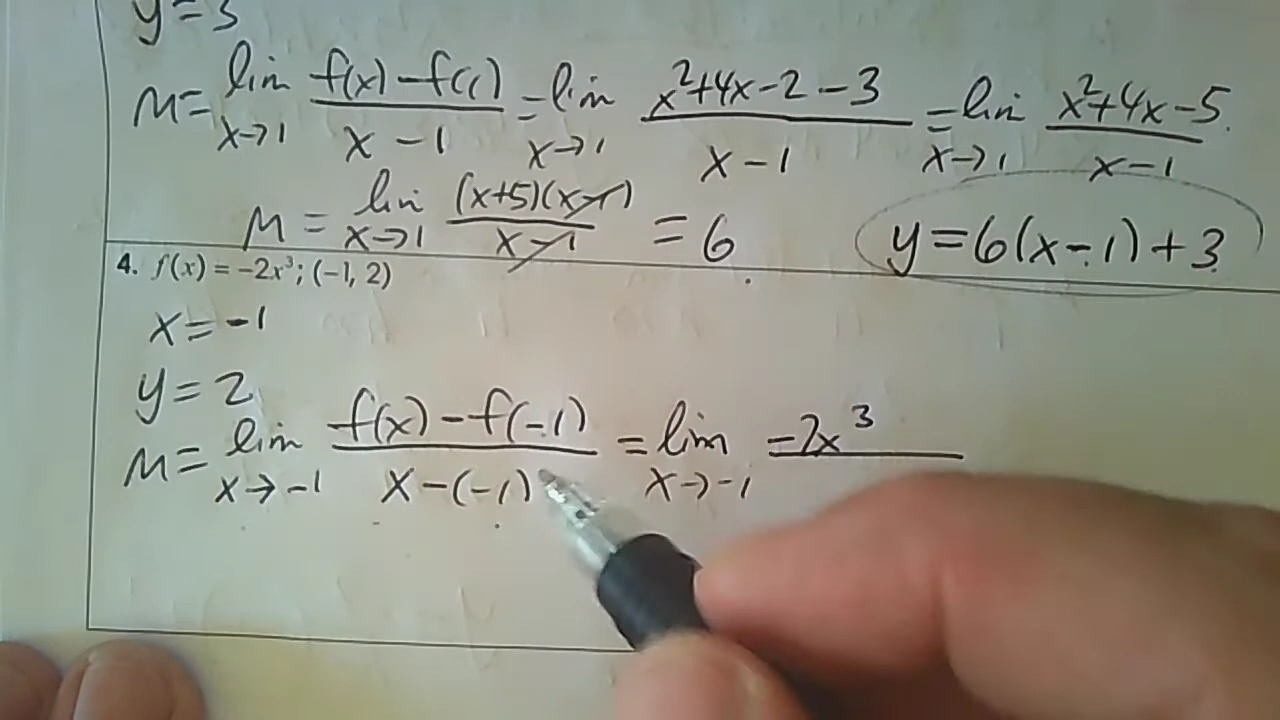 y=3
M= lim x→1 f(x)-f(1) / x-1 = lim x→1 x²+4x-2-3 / x-1 = lim x→1 x²+4x-5 / x-1
M= lim x→1 (x+5)(x-1) / x-1 = 6 y=6(x-1)+3
4. f(x) = -2x³; (-1, 2)
x=-1
y=2
M= lim x→-1 f(x)-f(-1) / x-(-1) = lim x→-1 -2x³